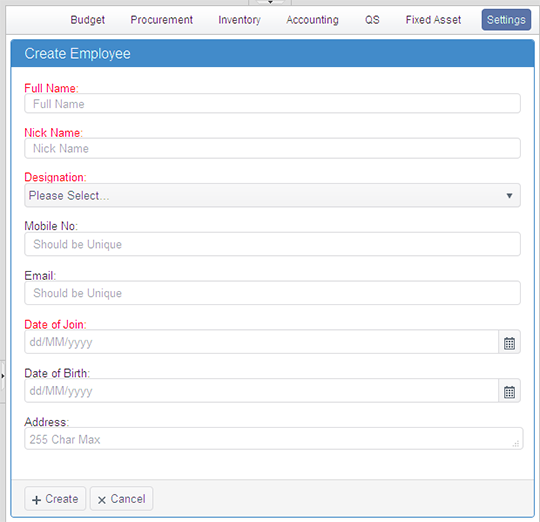 Budget Procurement Inventory Accounting QS Fixed Asset Settings
Create Employee
Full Name:
Full Name
Nick Name:
Nick Name
Designation:
Please Select...
Mobile No:
Should be Unique
Email:
Should be Unique
Date of Join:
dd/MM/yyyy
Date of Birth:
dd/MM/yyyy
Address:
255 Char Max
Create Cancel